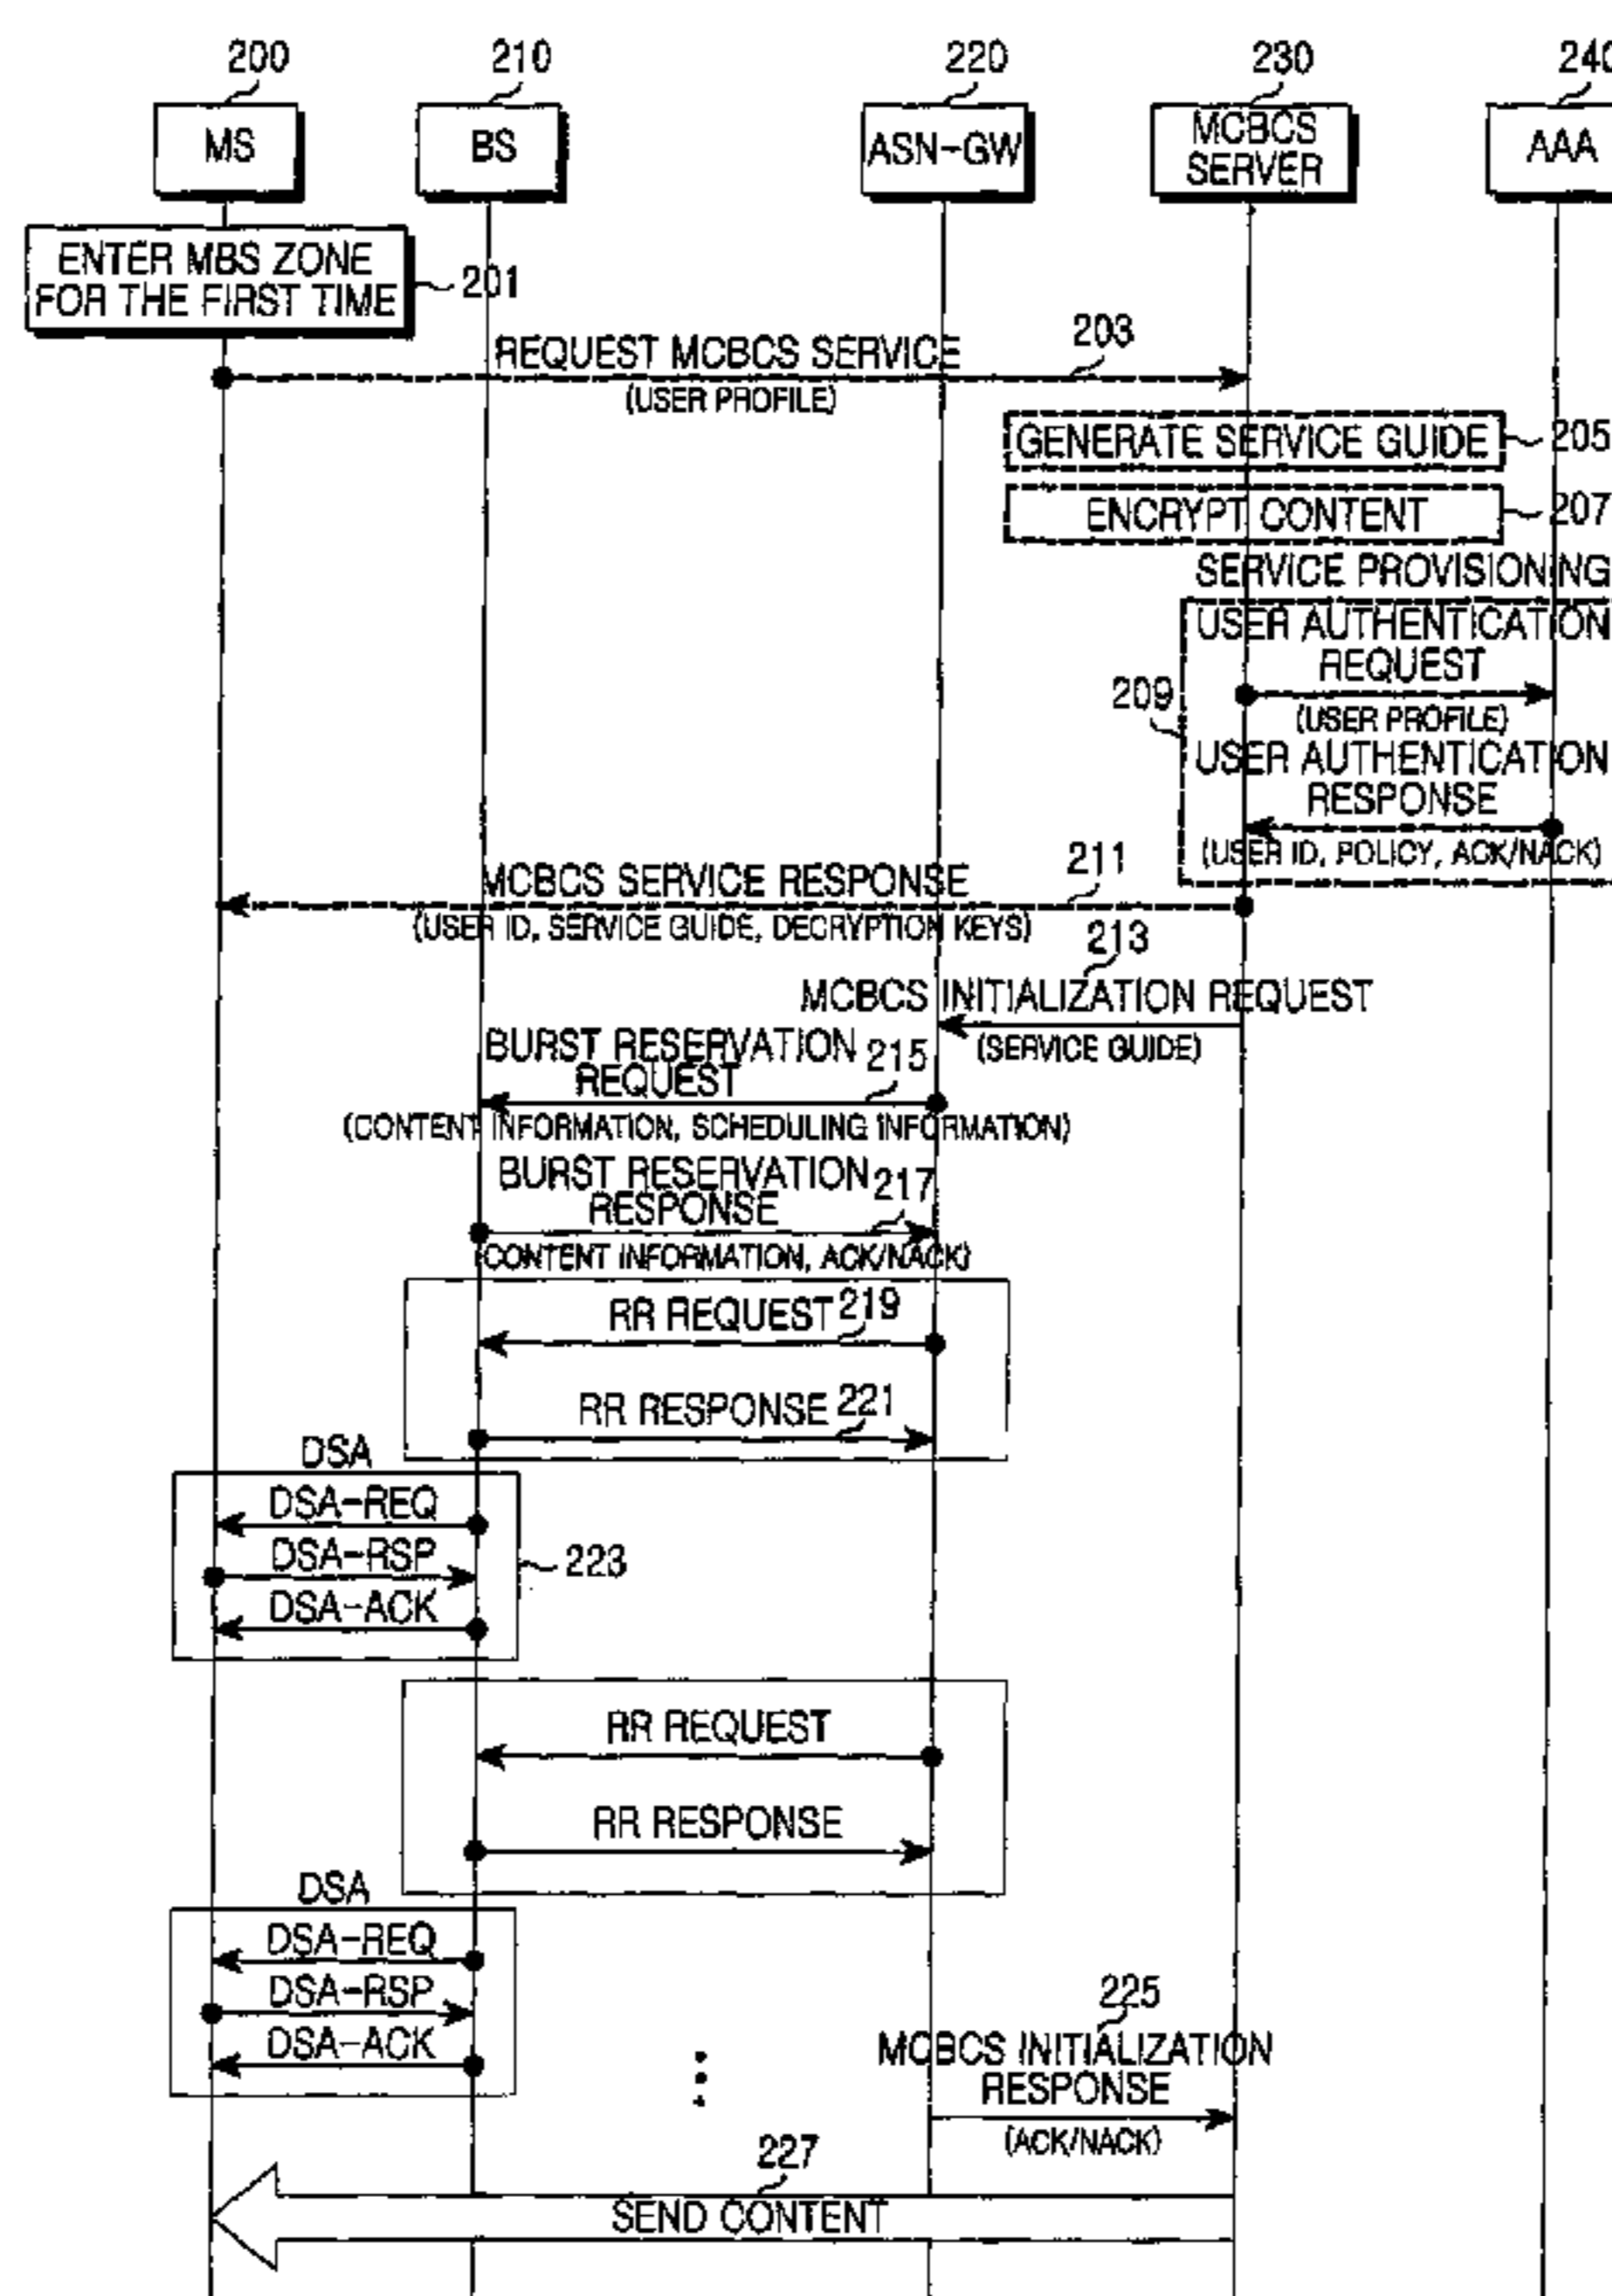 200
210
220
230
240
MS
BS
ASN-GW
MCBCS
SERVER
AAA
ENTER MBS ZONE
FOR THE FIRST TIME
201
REQUEST MCBCS SERVICE
203
(USER PROFILE)
GENERATE SERVICE GUIDE
205
ENCRYPT CONTENT
207
SERVICE PROVISIONING
USER AUTHENTICATION
REQUEST
209
(USER PROFILE)
USER AUTHENTICATION
RESPONSE
(USER ID, POLICY, ACK/NACK)
MCBCS SERVICE RESPONSE
211
(USER ID, SERVICE GUIDE, DECRYPTION KEYS)
213
MCBCS INITIALIZATION REQUEST
(SERVICE GUIDE)
BURST RESERVATION
REQUEST
215
(CONTENT INFORMATION, SCHEDULING INFORMATION)
BURST RESERVATION
RESPONSE
217
(CONTENT INFORMATION, ACK/NACK)
RR REQUEST
219
RR RESPONSE
221
DSA
DSA-REQ
DSA-RSP
223
DSA-ACK
RR REQUEST
RR RESPONSE
DSA
DSA-REQ
DSA-RSP
DSA-ACK
225
MCBCS INITIALIZATION
RESPONSE
(ACK/NACK)
227
SEND CONTENT